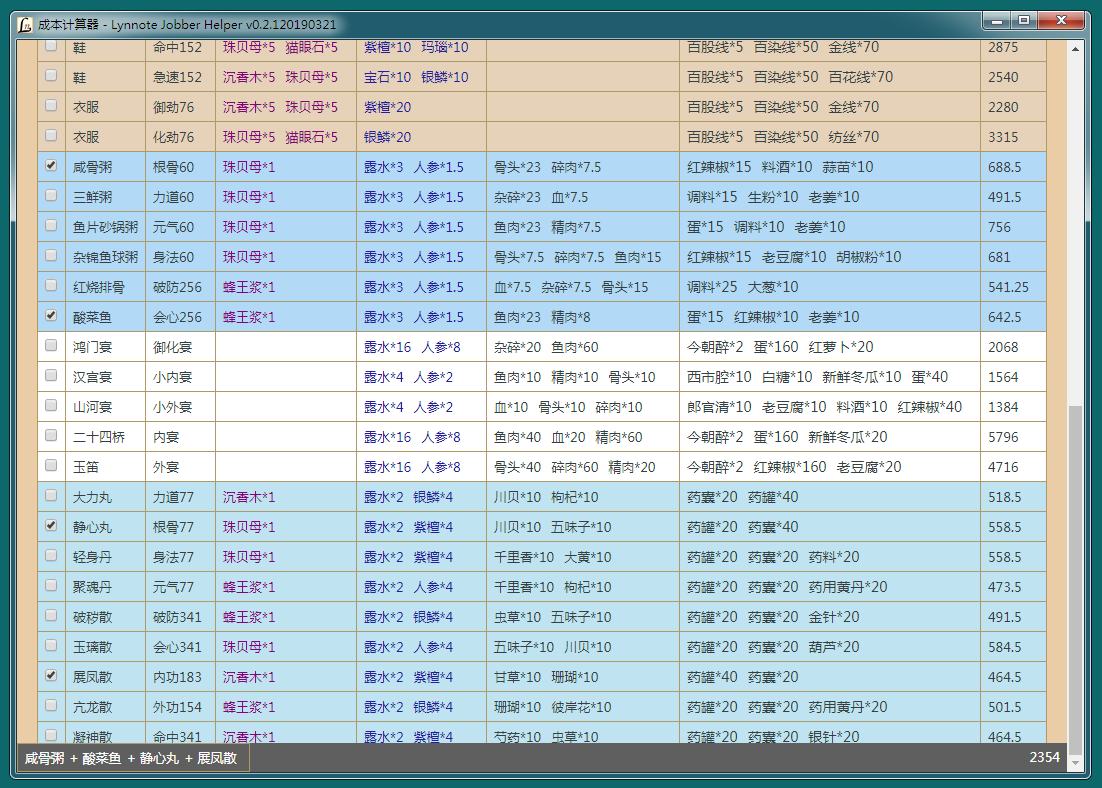 成本计算器 - Lynnote Jobber Helper v0.2.120190321
鞋 命中152 珠贝母*5 猫眼石*5 紫檀*10 玛瑙*10 百股线*5 百染线*50 金线*70 2875
鞋 急速152 沉香木*5 珠贝母*5 宝石*10 银鳞*10 百股线*5 百染线*50 百花线*70 2540
衣服 御劲76 沉香木*5 珠贝母*5 紫檀*20 百股线*5 百染线*50 金线*70 2280
衣服 化劲76 珠贝母*5 猫眼石*5 银鳞*20 百股线*5 百染线*50 纺丝*70 3315
咸骨粥 根骨60 珠贝母*1 露水*3 人参*1.5 骨头*23 碎肉*7.5 红辣椒*15 料酒*10 蒜苗*10 688.5
三鲜粥 力道60 珠贝母*1 露水*3 人参*1.5 杂碎*23 血*7.5 调料*15 生粉*10 老姜*10 491.5
鱼片砂锅粥 元气60 珠贝母*1 露水*3 人参*1.5 鱼肉*23 精肉*7.5 蛋*15 调料*10 老姜*10 756
杂锦鱼球粥 身法60 珠贝母*1 露水*3 人参*1.5 骨头*7.5 碎肉*7.5 鱼肉*15 红辣椒*15 老豆腐*10 胡椒粉*10 681
红烧排骨 破防256 蜂王浆*1 露水*3 人参*1.5 血*7.5 杂碎*7.5 骨头*15 调料*25 大葱*10 541.25
酸菜鱼 会心256 蜂王浆*1 露水*3 人参*1.5 鱼肉*23 精肉*8 蛋*15 红辣椒*10 老姜*10 642.5
鸿门宴 御化宴 露水*16 人参*8 杂碎*20 鱼肉*60 今朝醉*2 蛋*160 红萝卜*20 2068
汉宫宴 小内宴 露水*4 人参*2 鱼肉*10 精肉*10 骨头*10 西市腔*10 白糖*10 新鲜冬瓜*10 蛋*40 1564
山河宴 小外宴 露水*4 人参*2 血*10 骨头*10 碎肉*10 郎官清*10 老豆腐*10 料酒*10 红辣椒*40 1384
二十四桥 内宴 露水*16 人参*8 鱼肉*40 血*20 精肉*60 今朝醉*2 蛋*160 新鲜冬瓜*20 5796
玉笛 外宴 露水*16 人参*8 骨头*40 碎肉*60 精肉*20 今朝醉*2 红辣椒*160 老豆腐*20 4716
大力丸 力道77 沉香木*1 露水*2 银鳞*4 川贝*10 枸杞*10 药囊*20 药罐*40 518.5
静心丸 根骨77 珠贝母*1 露水*2 紫檀*4 川贝*10 五味子*10 药罐*20 药囊*40 558.5
轻身丹 身法77 珠贝母*1 露水*2 紫檀*4 千里香*10 大黄*10 药罐*20 药囊*20 药料*20 558.5
聚魂丹 元气77 蜂王浆*1 露水*2 人参*4 千里香*10 枸杞*10 药罐*20 药囊*20 药用黄丹*20 473.5
破秽散 破防341 蜂王浆*1 露水*2 银鳞*4 虫草*10 五味子*10 药罐*20 药囊*20 金针*20 491.5
玉璃散 会心341 珠贝母*1 露水*2 人参*4 五味子*10 川贝*10 药罐*20 药囊*20 葫芦*20 584.5
展凤散 内功183 沉香木*1 露水*2 紫檀*4 甘草*10 珊瑚*10 药罐*40 药囊*20 464.5
亢龙散 外功154 蜂王浆*1 露水*2 银鳞*4 珊瑚*10 彼岸花*10 药罐*20 药囊*20 药用黄丹*20 501.5
凝神散 命中341 沉香木*1 露水*2 紫檀*4 芍药*10 虫草*10 药罐*20 药囊*20 银针*20 464.5
咸骨粥 + 酸菜鱼 + 静心丸 + 展凤散 2354